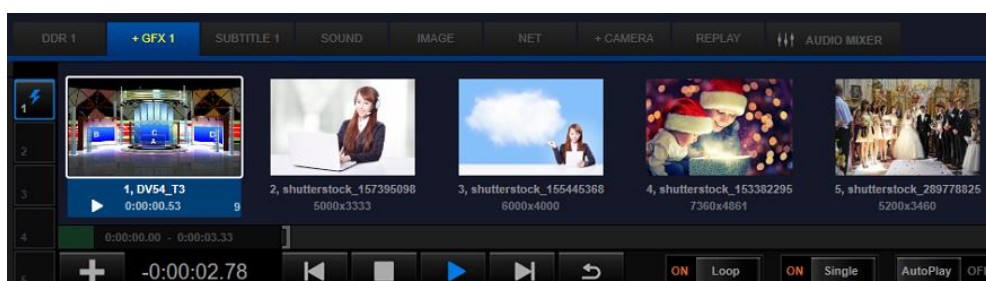 DDR 1 + GFX 1 SUBTITLE 1 SOUND IMAGE NET + CAMERA REPLAY AUDIO MIXER
1
B C D
A
2
3
1, DV54_T3 2, shutterstock_157395098 3, shutterstock_155445368 4, shutterstock_153382295 5, shutterstock_289778825
0:00:00.53 9 5000x3333 6000x4000 7360x4861 5200x3460
4 0:00:00.00 - 0:00:03.33
5 -0:00:02.78 ON Loop ON Single AutoPlay OFF